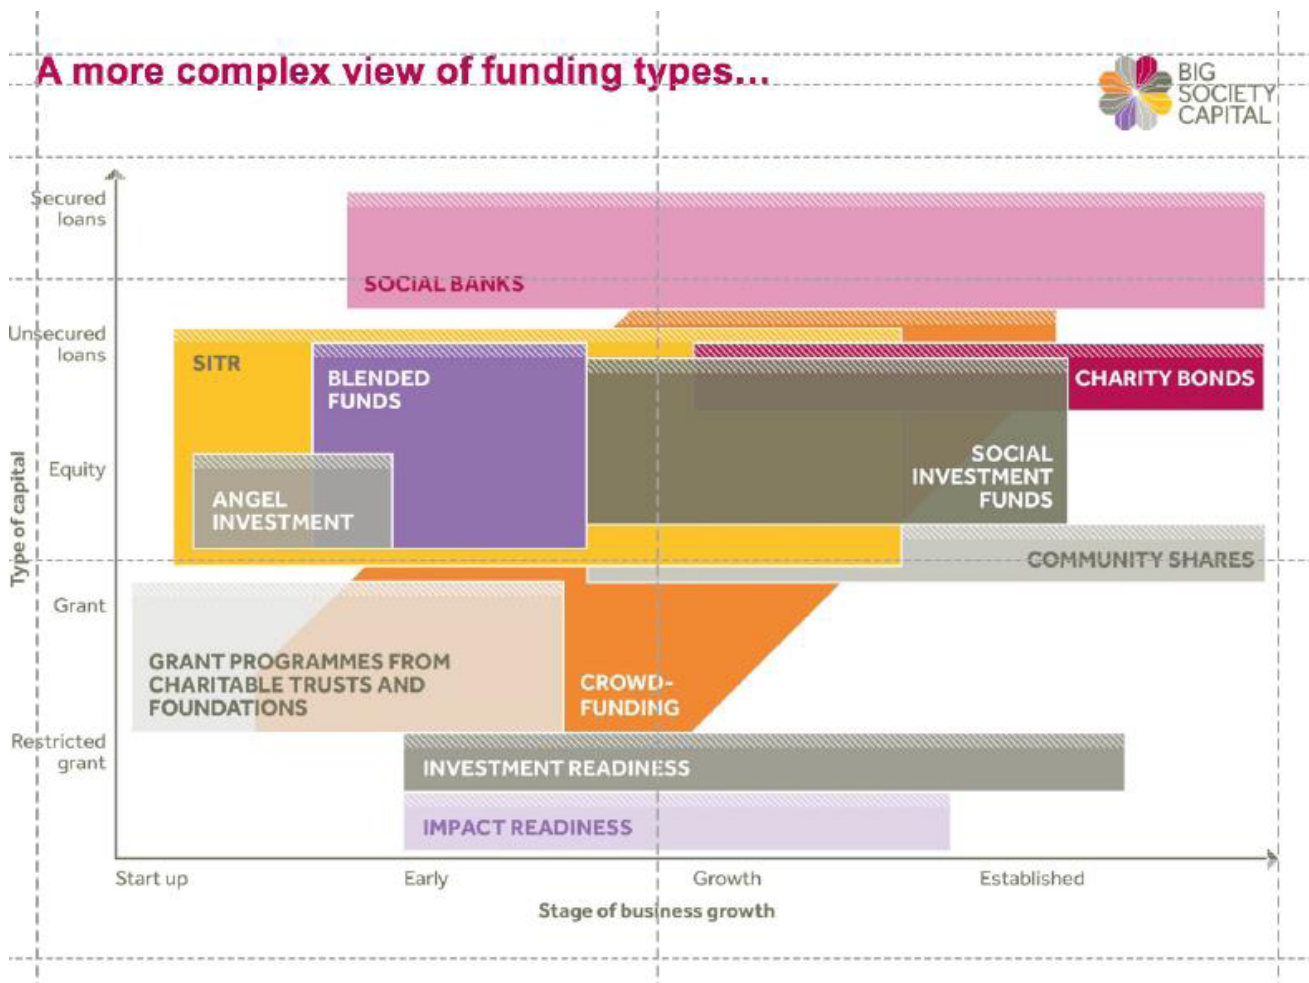 A more complex view of funding types...
BIG
SOCIETY
CAPITAL
Secured
loans
SOCIAL BANKS
Unsecured
loans
SITR
BLENDED
FUNDS
CHARITY BONDS
SOCIAL
INVESTMENT
FUNDS
Equity
ANGEL
INVESTMENT
Type of capital
COMMUNITY SHARES
Grant
GRANT PROGRAMMES FROM
CHARITABLE TRUSTS AND
FOUNDATIONS
CROWD-
FUNDING
Restricted
grant
INVESTMENT READINESS
IMPACT READINESS
Start up
Early
Growth
Established
Stage of business growth